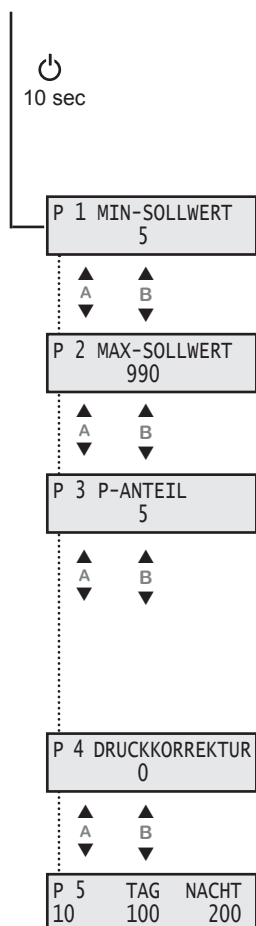 10 sec
P 1 MIN-SOLLWERT
5
A B
P 2 MAX-SOLLWERT
990
A B
P 3 P-ANTEIL
5
A B
P 4 DRUCKKORREKTUR
0
A B
P 5 TAG NACHT
10 100 200